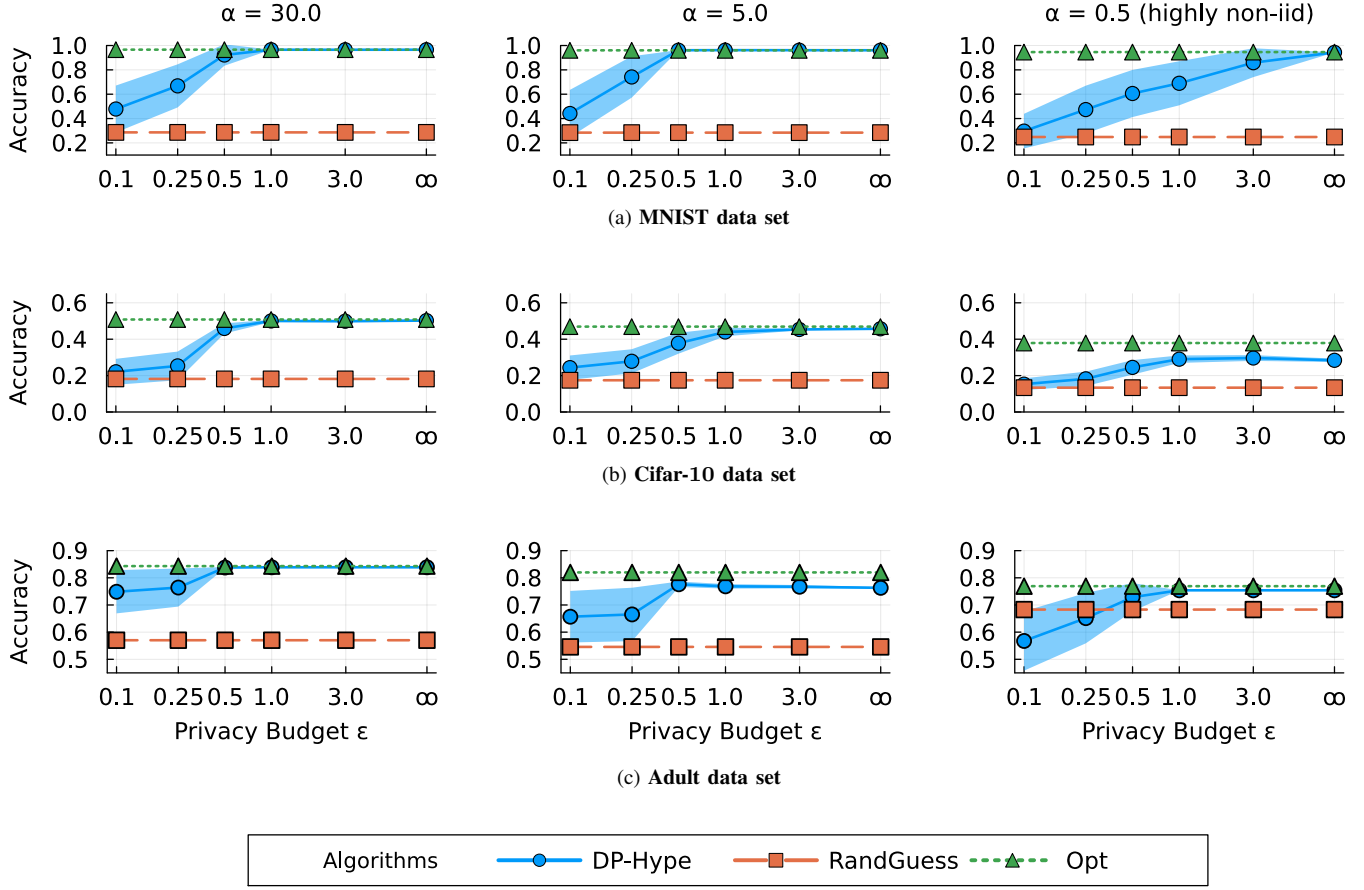 α = 30.0 α = 5.0 α = 0.5 (highly non-iid)
Accuracy
1.0 1.0 1.0
0.8 0.8 0.8
0.6 0.6 0.6
0.4 0.4 0.4
0.2 0.2 0.2
0.1 0.25 0.5 1.0 3.0 ∞ 0.1 0.25 0.5 1.0 3.0 ∞ 0.1 0.25 0.5 1.0 3.0 ∞
(a) MNIST data set
Accuracy
0.6 0.6 0.6
0.4 0.4 0.4
0.2 0.2 0.2
0.0 0.0 0.0
0.1 0.25 0.5 1.0 3.0 ∞ 0.1 0.25 0.5 1.0 3.0 ∞ 0.1 0.25 0.5 1.0 3.0 ∞
(b) Cifar-10 data set
Accuracy
0.9 0.9 0.9
0.8 0.8 0.8
0.7 0.7 0.7
0.6 0.6 0.6
0.5 0.5 0.5
0.1 0.25 0.5 1.0 3.0 ∞ 0.1 0.25 0.5 1.0 3.0 ∞ 0.1 0.25 0.5 1.0 3.0 ∞
Privacy Budget ε Privacy Budget ε Privacy Budget ε
(c) Adult data set
Algorithms DP-Hype RandGuess Opt